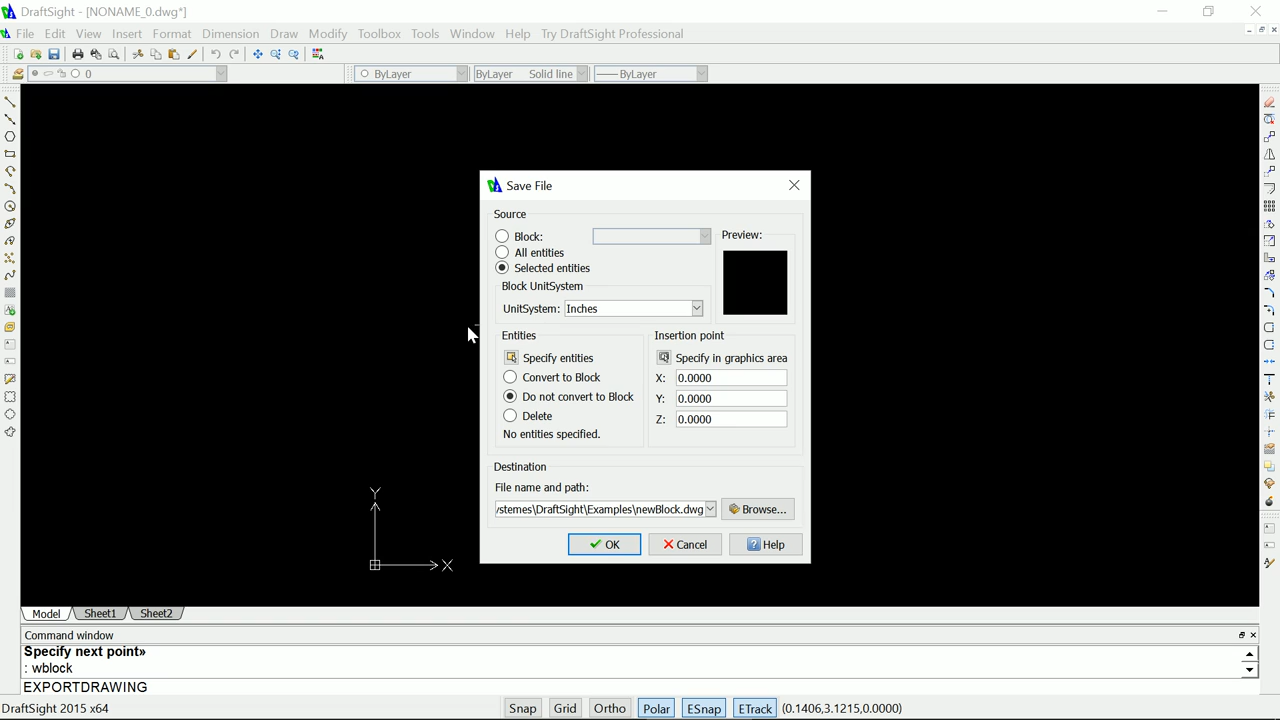 DraftSight - [NONAME_0.dwg*]
File Edit View Insert Format Dimension Draw Modify Toolbox Tools Window Help Try DraftSight Professional
0 ByLayer ByLayer Solid line ByLayer
Save File
Source
Block:
Preview:
All entities
Selected entities
Block UnitSystem
UnitSystem: Inches
Entities
Insertion point
Specify entities
Specify in graphics area
Convert to Block
X: 0.0000
Do not convert to Block
Y: 0.0000
Delete
Z: 0.0000
No entities specified.
Destination
File name and path:
ystemes\DraftSight\Examples\newBlock.dwg Browse...
OK Cancel Help
Y
X
Model Sheet1 Sheet2
Command window
Specify next point»
: wblock
EXPORTDRAWING
DraftSight 2015 x64 Snap Grid Ortho Polar ESnap ETrack (0.1406,3.1215,0.0000)